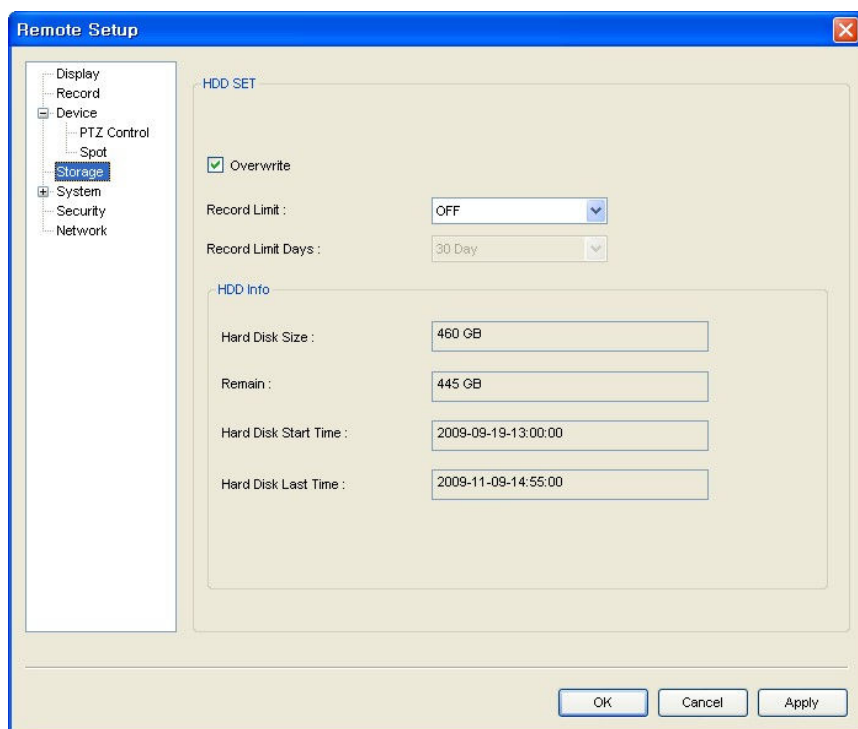 Remote Setup
Display
Record
Device
PTZ Control
Spot
Storage
System
Security
Network
HDD SET
Overwrite
Record Limit : OFF
Record Limit Days : 30 Day
HDD Info
Hard Disk Size : 460 GB
Remain : 445 GB
Hard Disk Start Time : 2009-09-19-13:00:00
Hard Disk Last Time : 2009-11-09-14:55:00
OK Cancel Apply